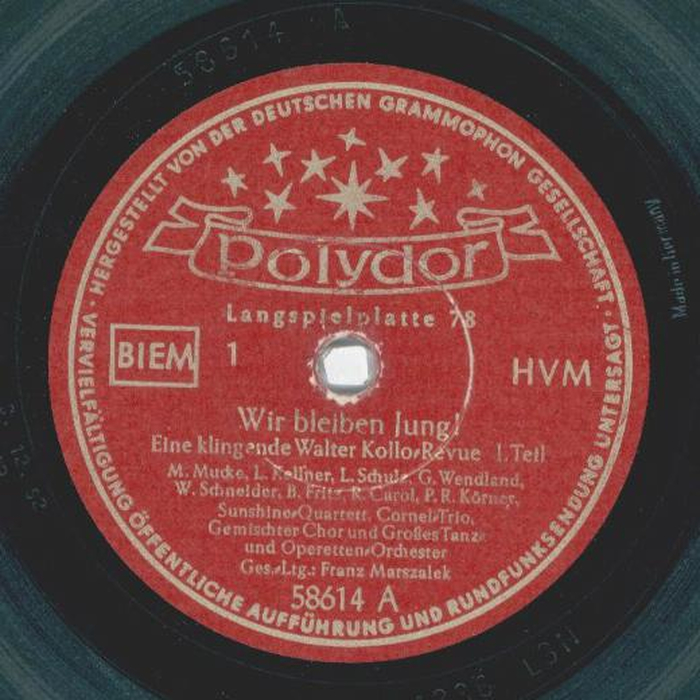 58614 A
HERGESTELLT VON DER DEUTSCHEN GRAMMOPHON GESELLSCHAFT · VERVIELFÄLTIGUNG ÖFFENTLICHE AUFFÜHRUNG UND RUNDFUNKSENDUNG UNTERSAGT ·
Polydor
Langspielplatte 78
BIEM 1 HVM
Wir bleiben Jung!
Eine klingende Walter Kollo-Revue I. Teil
M. Mucke, L. Kellner, L. Schulz, G. Wendland,
W. Schneider, B. Fritz, R. Carol, P. R. Körner,
Sunshine-Quartett, Cornel-Trio,
Gemischter Chor und Großes Tanz-
und Operetten-Orchester
Ges.-Ltg.: Franz Marszalek
58614 A
Made in Germany